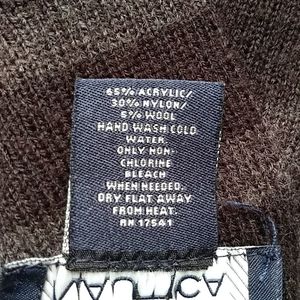 65% ACRYLIC/
30% NYLON/
5% WOOL
HAND WASH COLD
WATER.
ONLY NON-
CHLORINE
BLEACH
WHEN NEEDED.
DRY FLAT AWAY
FROM HEAT.
RN 17541